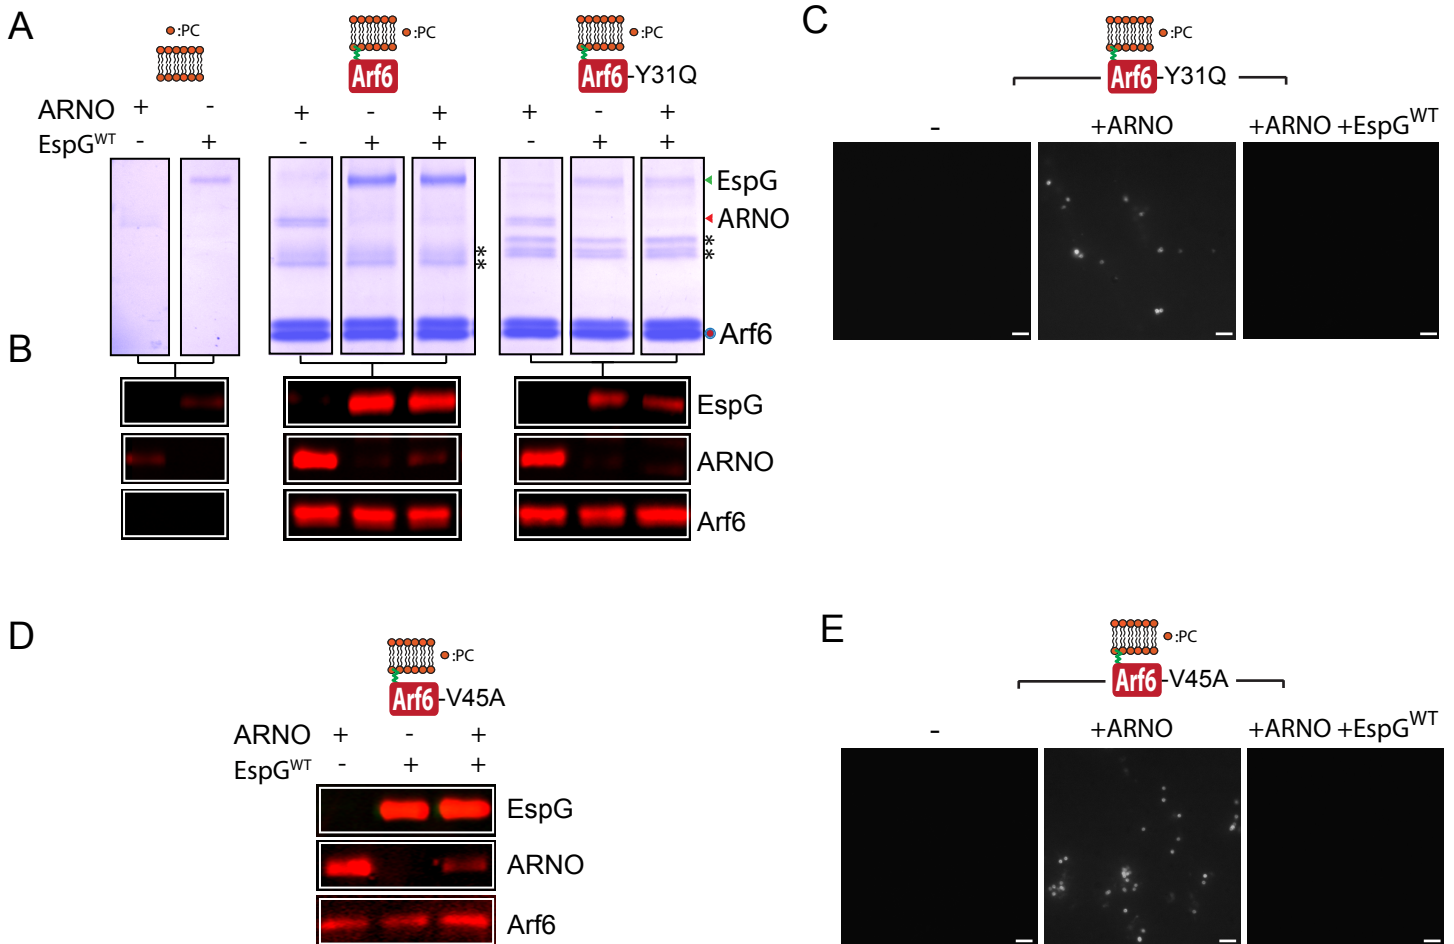 A
:PC
:PC
Arf6
:PC
Arf6-Y31Q
ARNO + - + - + + - +
EspGWT - + - + + - + +
EspG
ARNO
*
*
*
*
Arf6
B
EspG
ARNO
Arf6
C
:PC
Arf6-Y31Q
- +ARNO +ARNO +EspGWT
D
:PC
Arf6-V45A
ARNO + - +
EspGWT - + +
EspG
ARNO
Arf6
E
:PC
Arf6-V45A
- +ARNO +ARNO +EspGWT